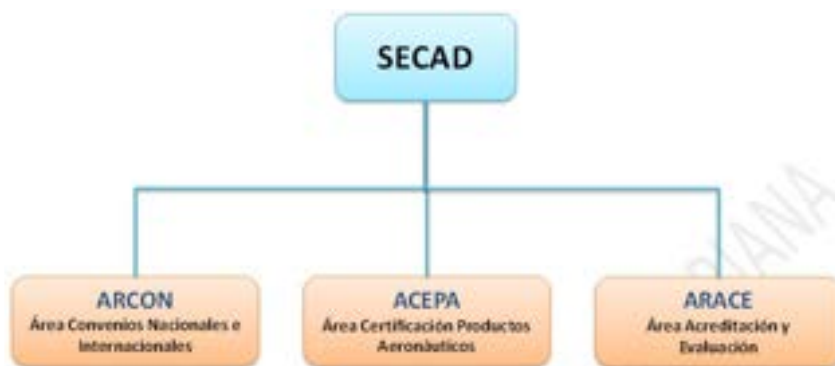 SECAD
ARCON
Área Convenios Nacionales e
Internacionales
ACEPA
Área Certificación Productos
Aeronáuticos
ARACE
Área Acreditación y
Evaluación